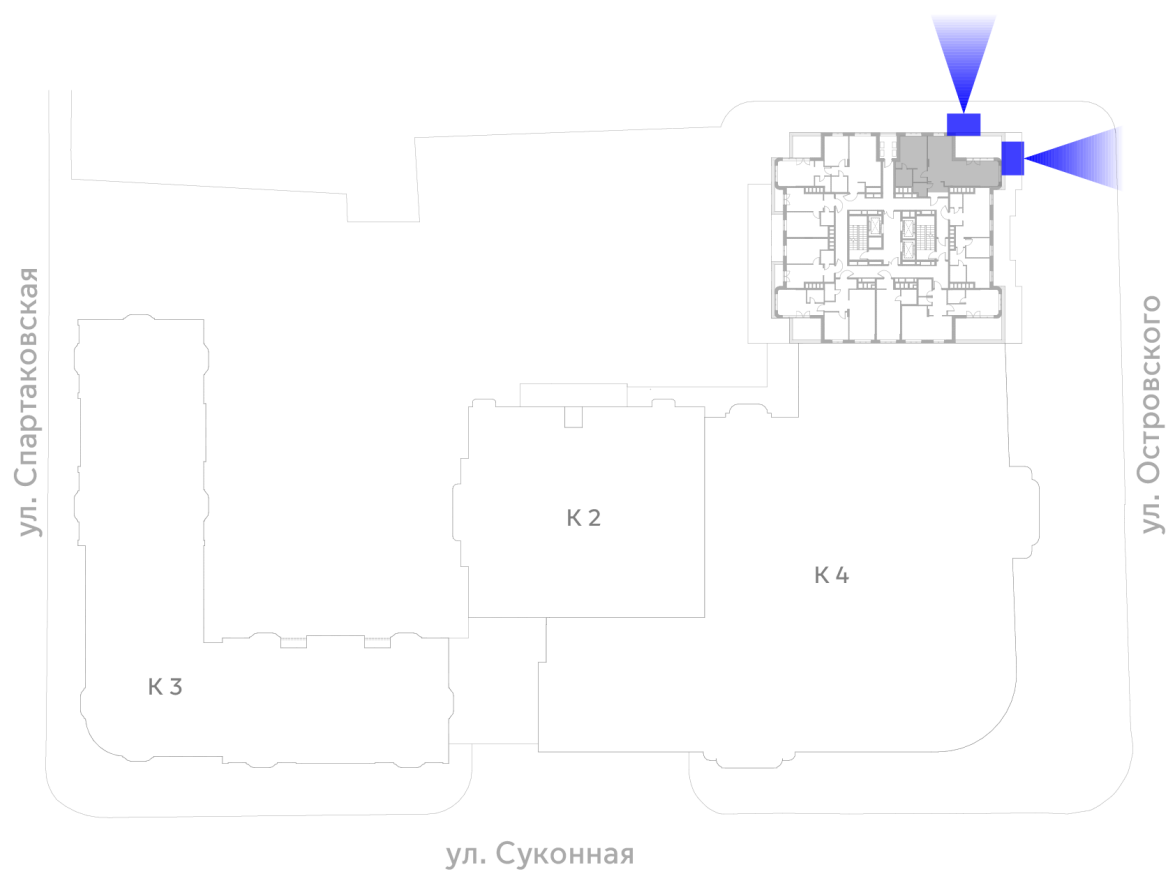 ул. Спартаковская
ул. Островского
К 2
К 4
К 3
ул. Суконная